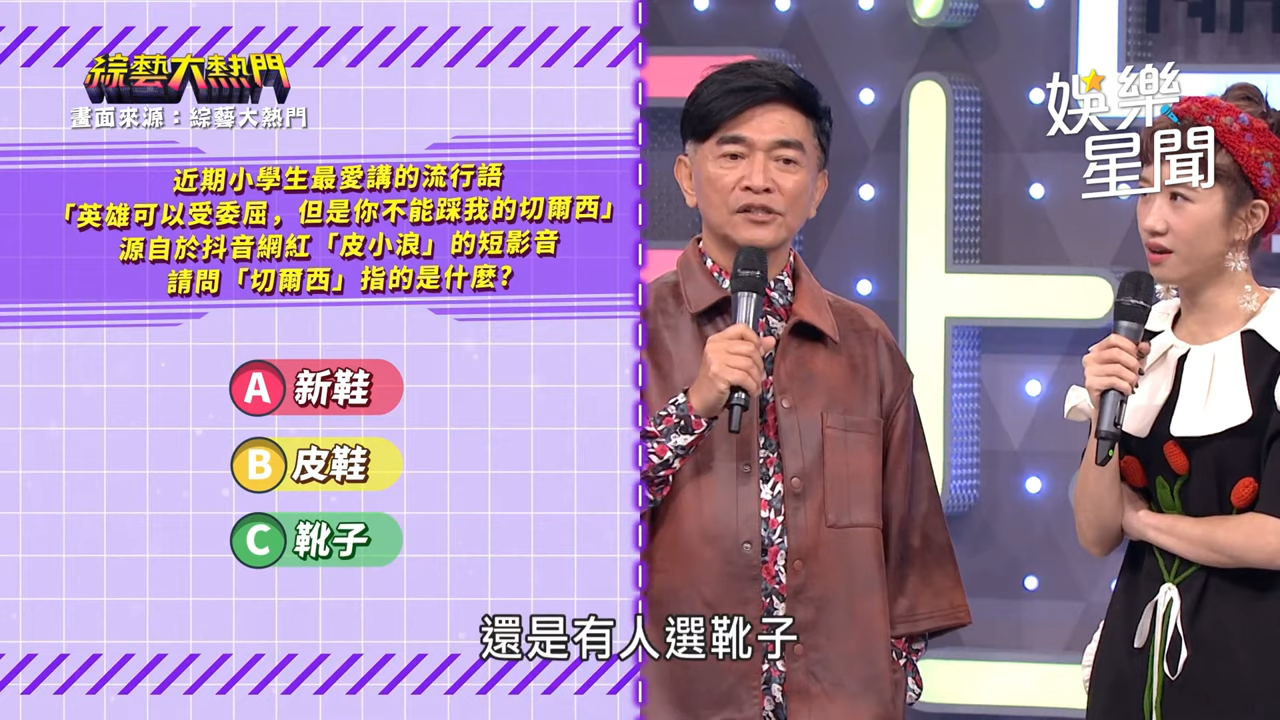 綜藝大熱門
畫面來源：綜藝大熱門
娛樂
星聞
近期小學生最愛講的流行語
「英雄可以受委屈，但是你不能踩我的切爾西」
源自於抖音網紅「皮小浪」的短影音
請問「切爾西」指的是什麼?
A 新鞋
B 皮鞋
C 靴子
還是有人選靴子